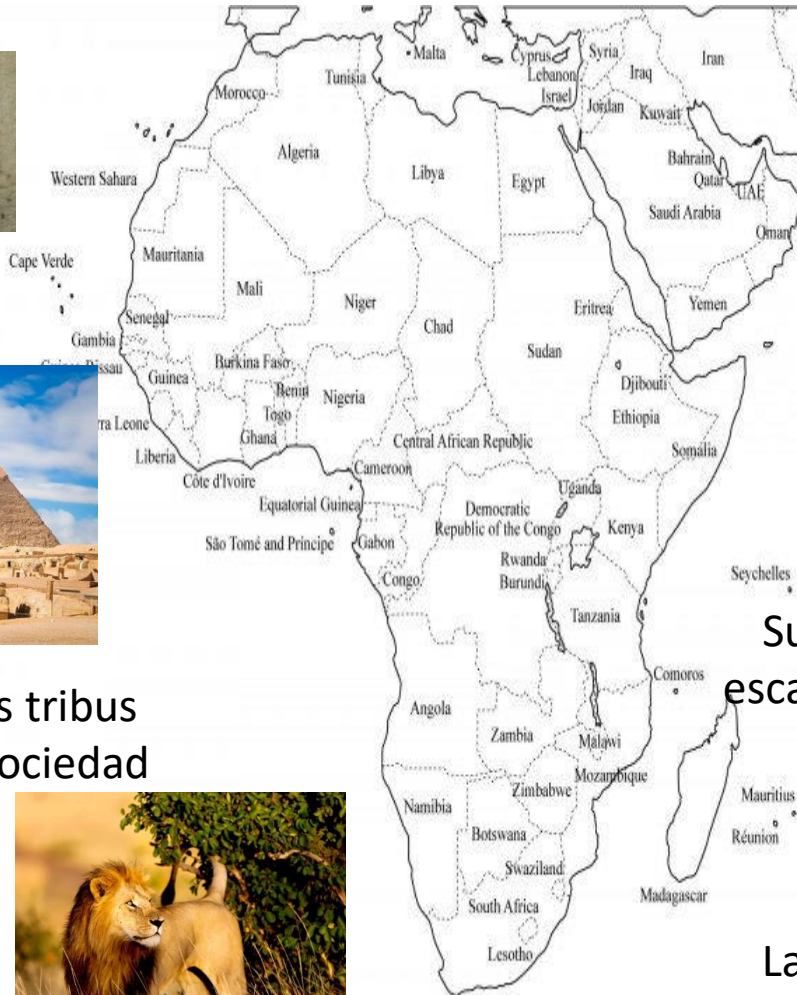 Malta
Cyprus
Syria
Iran
Lebanon
Iraq
Tunisia
Israel
Morocco
Jordan
Kuwait
Algeria
Libya
Egypt
Bahrain
Qatar
UAE
Western Sahara
Saudi Arabia
Oman
Mauritania
Cape Verde
Mali
Niger
Eritrea
Yemen
Senegal
Chad
Sudan
Gambia
Burkina Faso
Guinea
Djibouti
Benin
Nigeria
Ethiopia
Togo
Ghana
Central African Republic
Somalia
Liberia
Cameroon
Côte d'Ivoire
Uganda
Equatorial Guinea
Democratic
Republic of the Congo
Kenya
São Tomé and Principe
Gabon
Rwanda
Burundi
Congo
Seychelles
Tanzania
Su
Comoros
esca
s tribus
ociedad
Angola
Zambia
Malawi
Mozambique
Zimbabwe
Namibia
Mauritius
Botswana
Réunion
Swaziland
Madagascar
South Africa
Lesotho
La